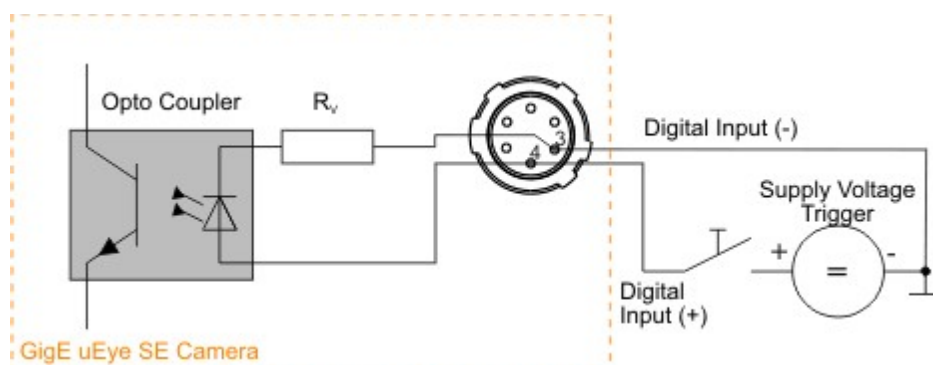 Opto Coupler
Rv
3
4
Digital Input (-)
Supply Voltage
Trigger
+
=
-
Digital
Input (+)
GigE uEye SE Camera